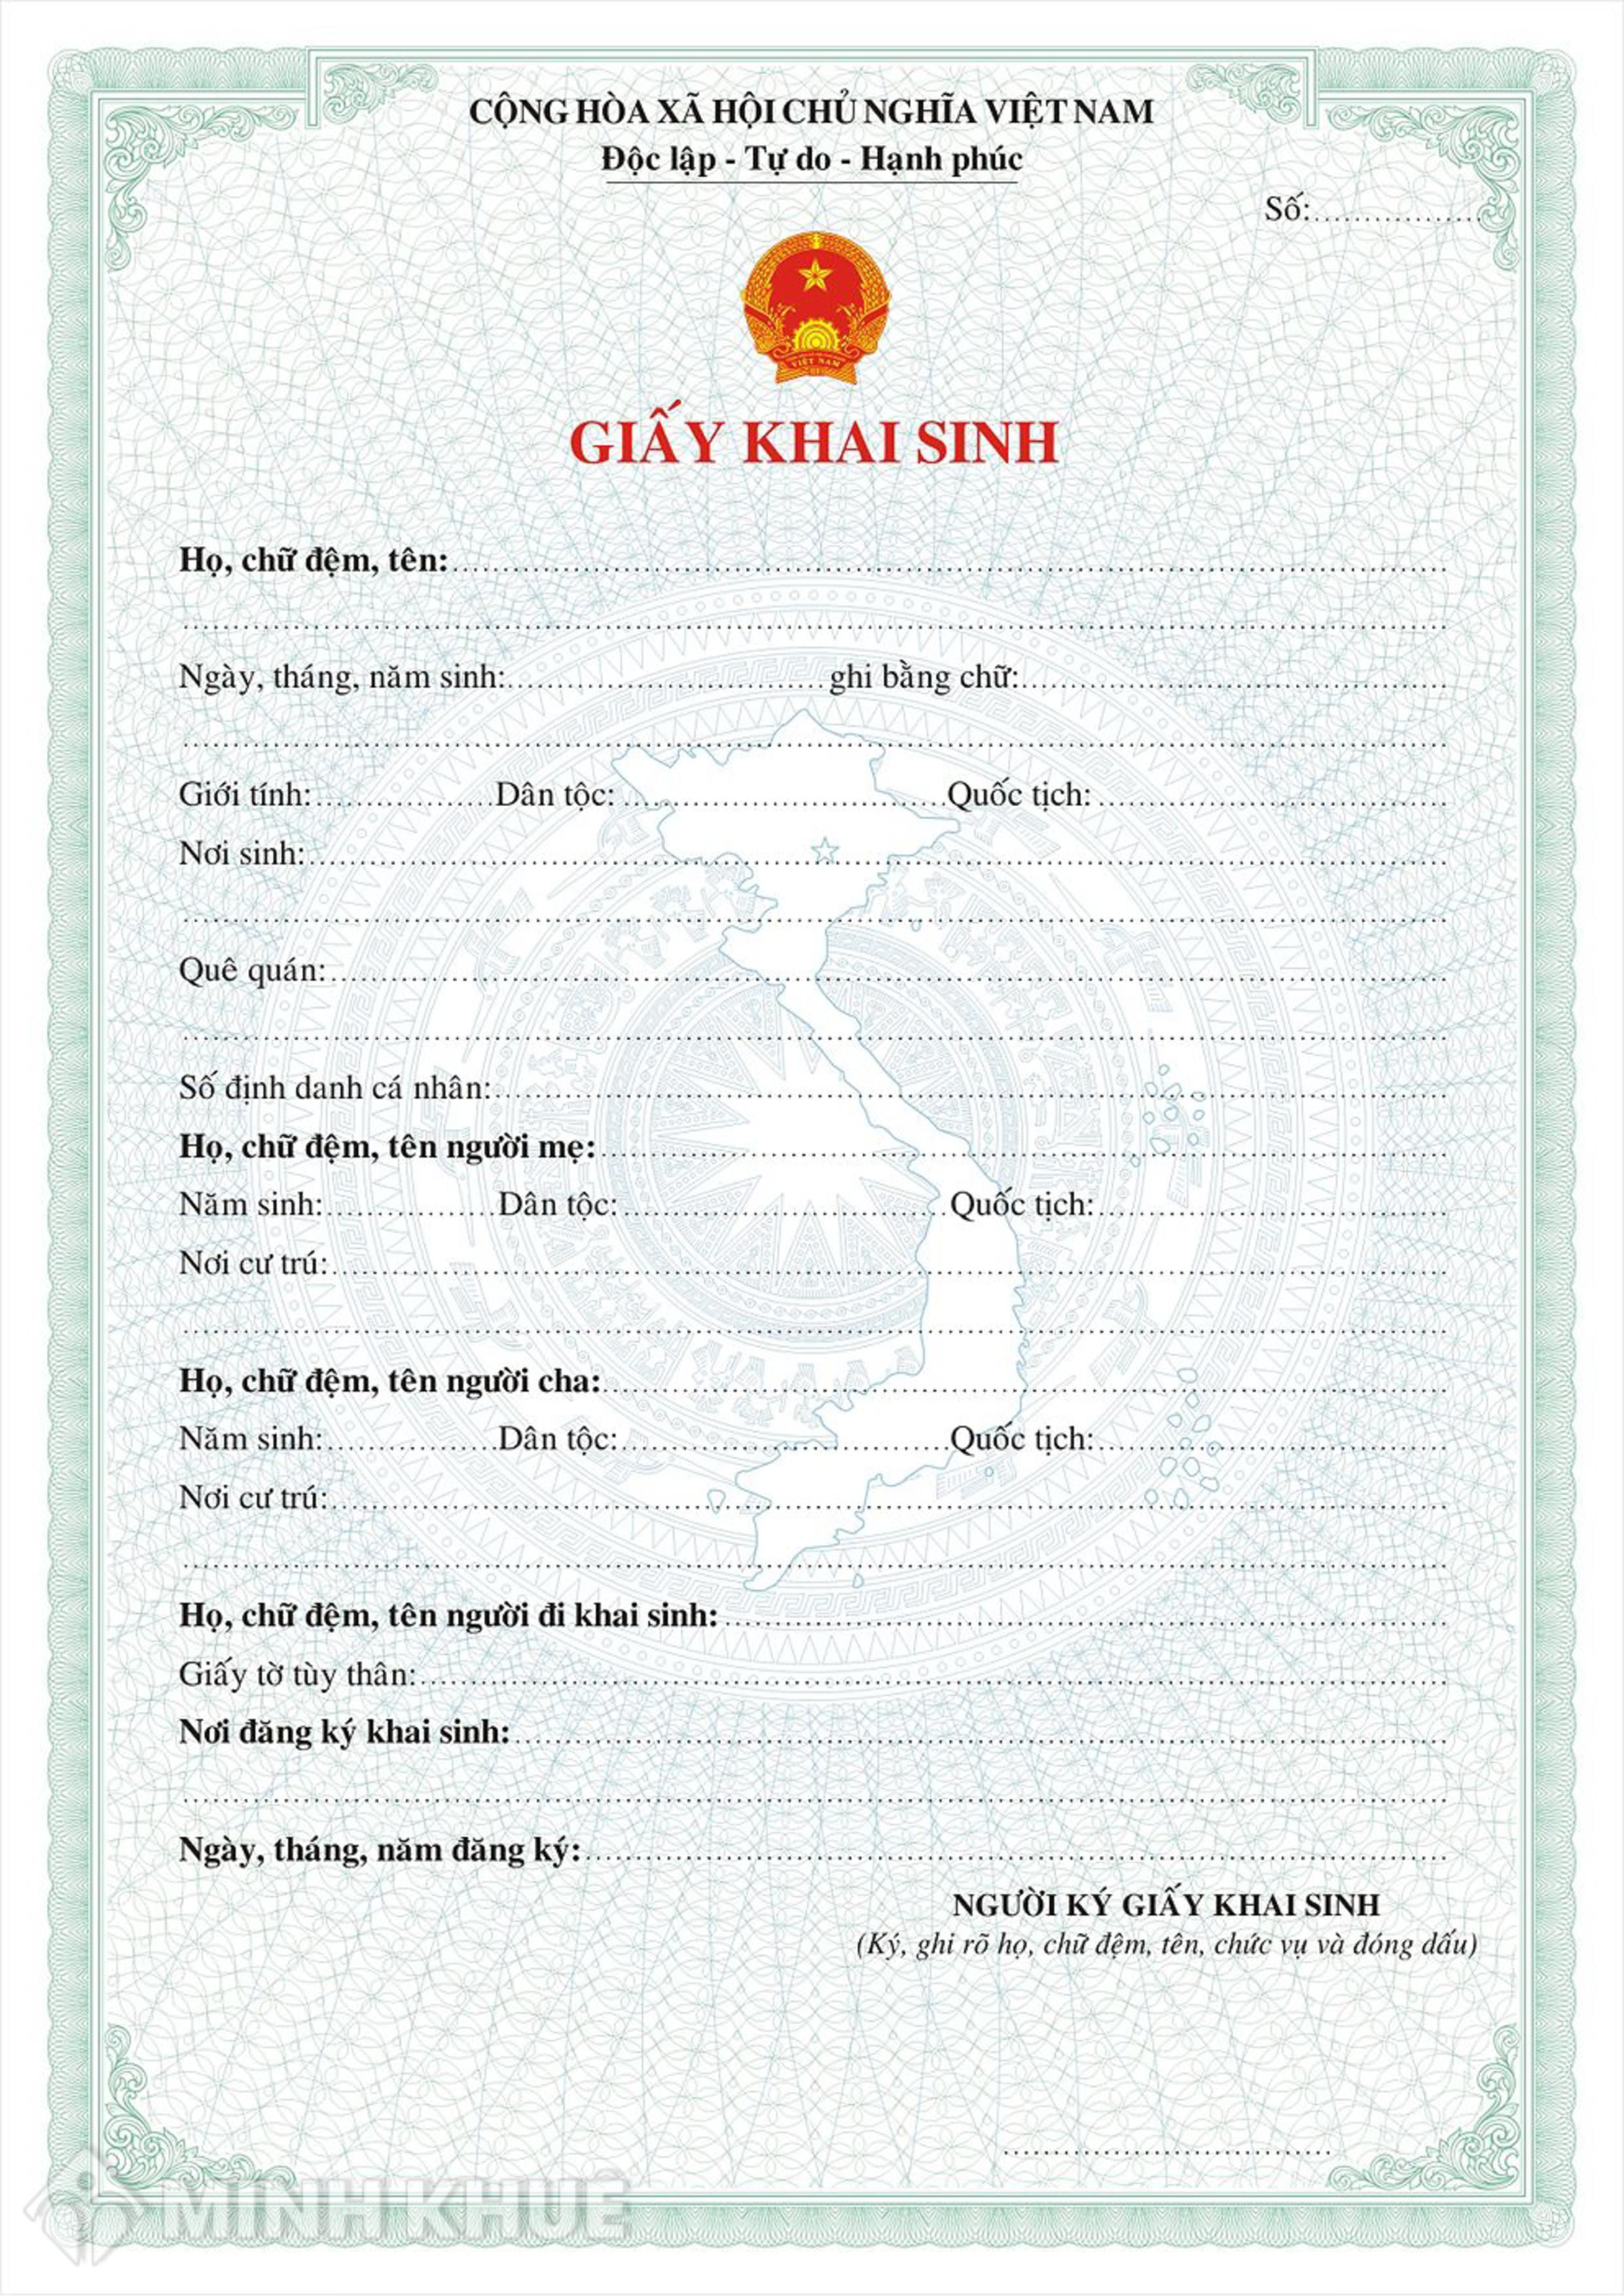 CỘNG HÒA XÃ HỘI CHỦ NGHĨA VIỆT NAM
Độc lập - Tự do - Hạnh phúc
Số:.................
VIỆT NAM
GIẤY KHAI SINH
Họ, chữ đệm, tên:
Ngày, tháng, năm sinh:................................ghi bằng chữ:
Giới tính:..................Dân tộc:................................Quốc tịch:
Nơi sinh:
Quê quán:
Số định danh cá nhân:
Họ, chữ đệm, tên người mẹ:
Năm sinh:.................Dân tộc:................................Quốc tịch:
Nơi cư trú:
Họ, chữ đệm, tên người cha:
Năm sinh:.................Dân tộc:................................Quốc tịch:
Nơi cư trú:
Họ, chữ đệm, tên người đi khai sinh:
Giấy tờ tùy thân:
Nơi đăng ký khai sinh:
Ngày, tháng, năm đăng ký:
NGƯỜI KÝ GIẤY KHAI SINH
(Ký, ghi rõ họ, chữ đệm, tên, chức vụ và đóng dấu)
MINH KHUE